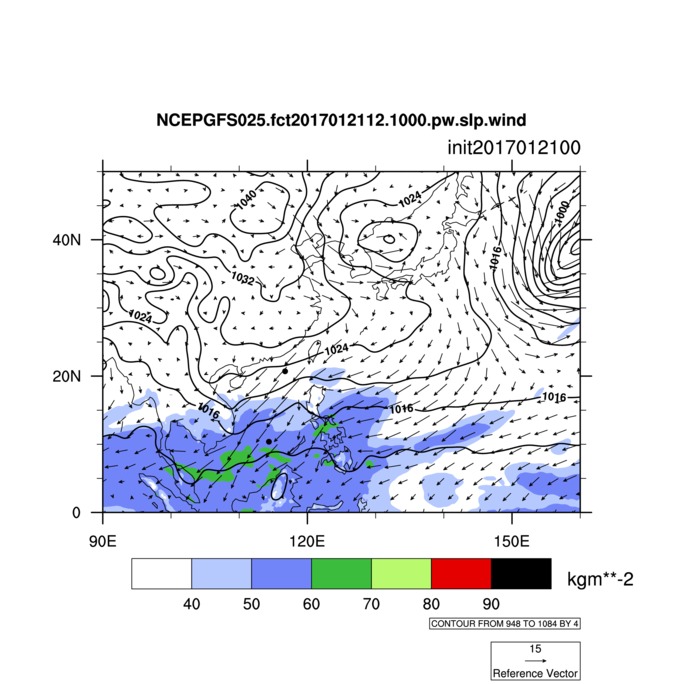 NCEPGFS025.fct2017012112.1000.pw.slp.wind
init2017012100
1040
1024
1000
40N
1016
1032
1024
1024
20N
1016
1016
1016
0
90E 120E 150E
kgm**-2
40 50 60 70 80 90
CONTOUR FROM 948 TO 1084 BY 4
15
Reference Vector